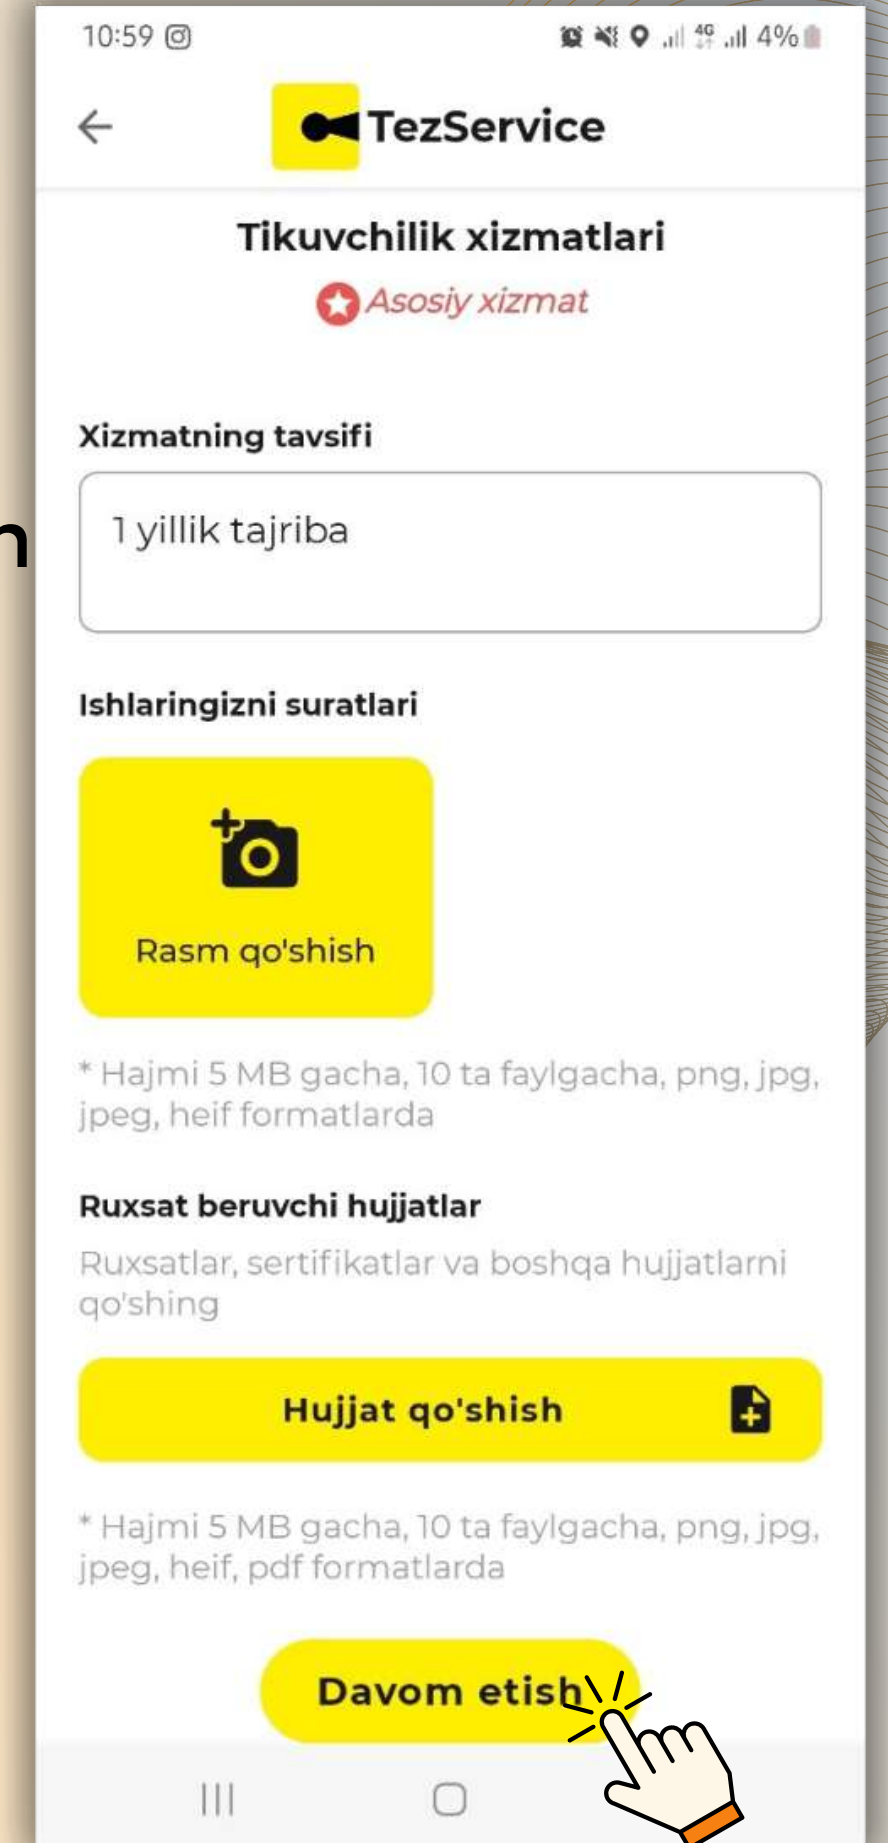 10:59
4G
4%
TezService
Tikuvchilik xizmatlari
Asosiy xizmat
Xizmatning tavsifi
1 yillik tajriba
Ishlaringizni suratlari
Rasm qo'shish
* Hajmi 5 MB gacha, 10 ta faylgacha, png, jpg,
jpeg, heif formatlarda
Ruxsat beruvchi hujjatlar
Ruxsatlar, sertifikatlar va boshqa hujjatlarni
qo'shing
Hujjat qo'shish
* Hajmi 5 MB gacha, 10 ta faylgacha, png, jpg,
jpeg, heif, pdf formatlarda
Davom etish